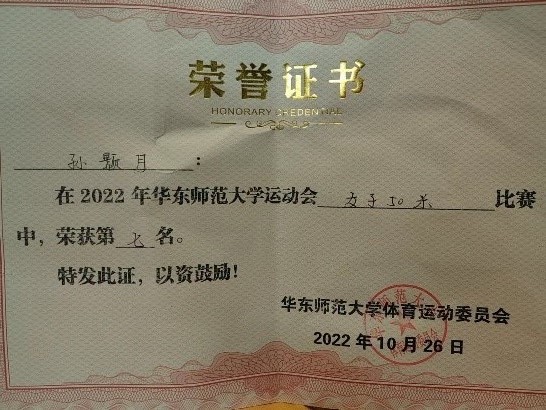 荣誉证书
HONORARY CREDENTIAL
孙颢月：
在2022年华东师范大学运动会女子50米比赛
中，荣获第七名。
特发此证，以资鼓励！
华东师范大学体育运动委员会
2022年10月26日